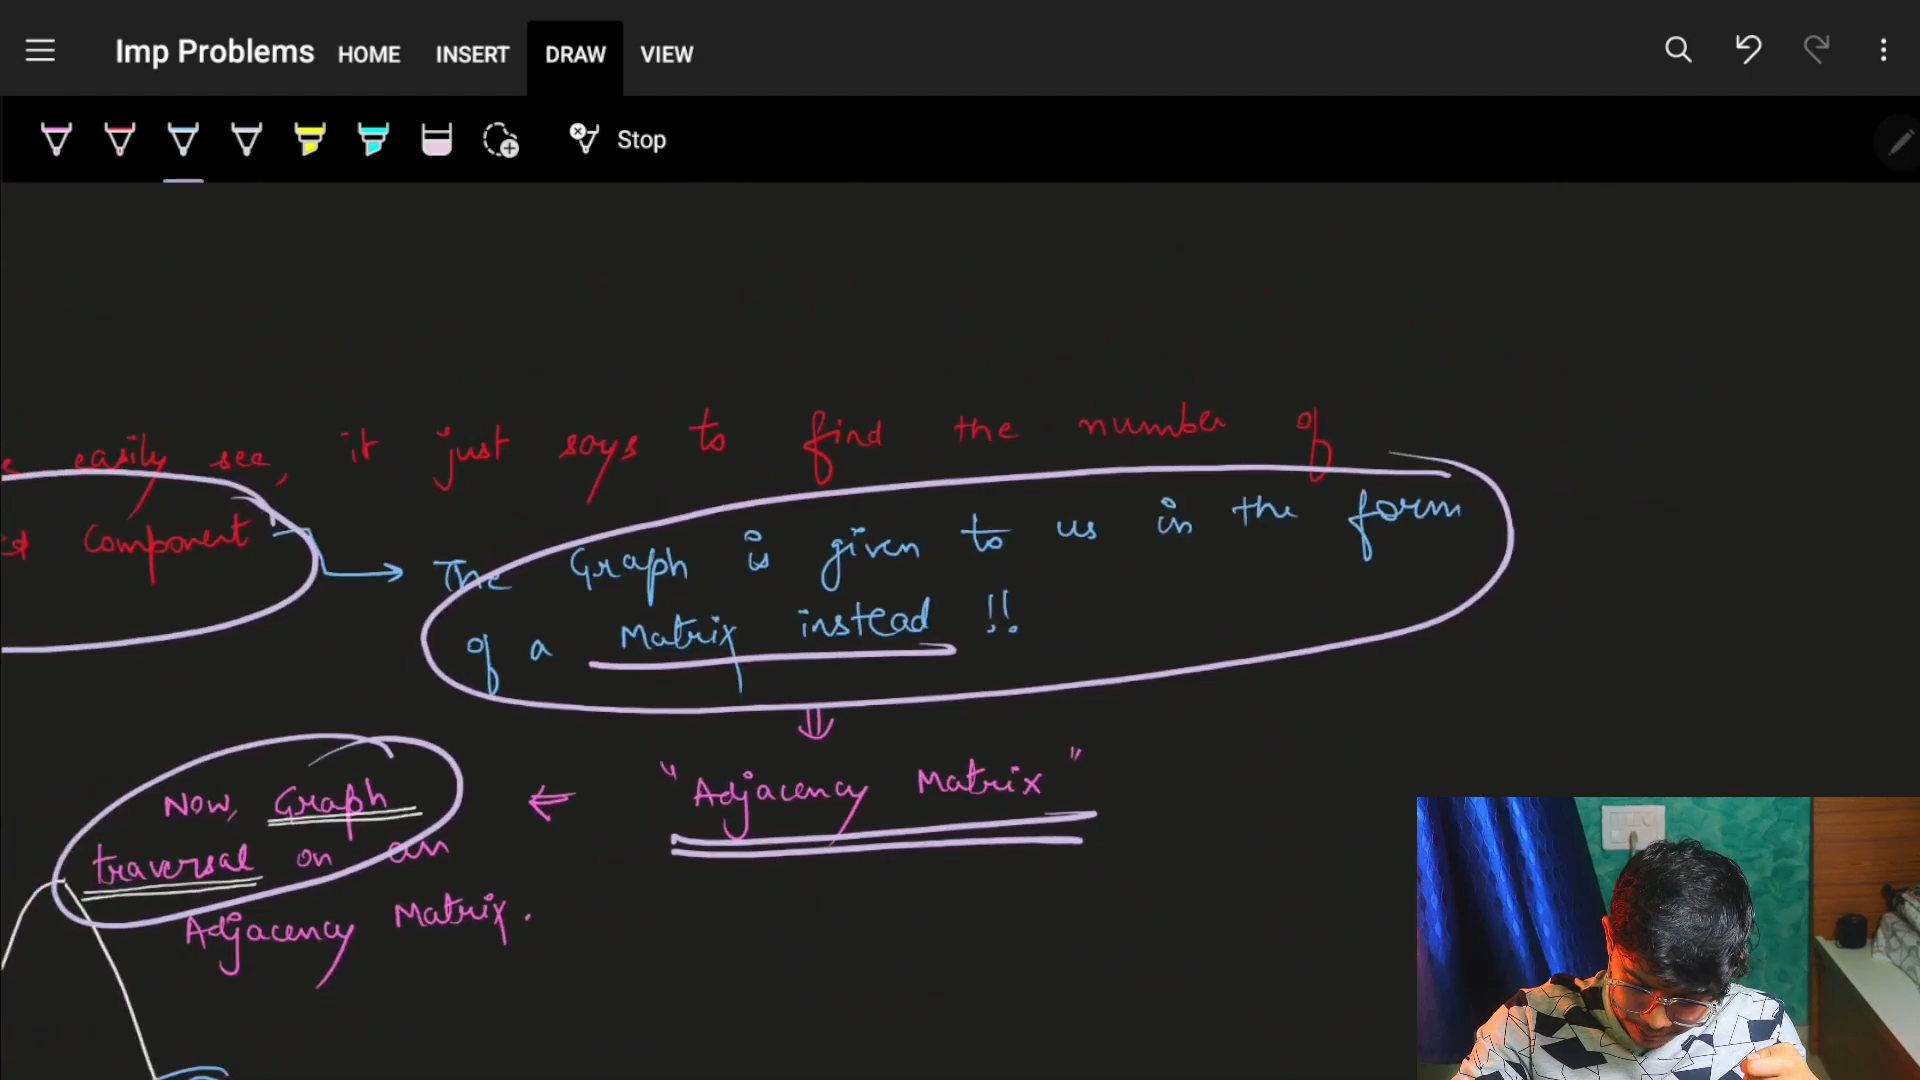 Imp Problems HOME INSERT DRAW VIEW
Stop
easily see, it just says to find the number of
Component
The Graph is given to us in the form
of a Matrix instead !!
"Adjacency Matrix"
Now, Graph
traversal on an
Adjacency Matrix.